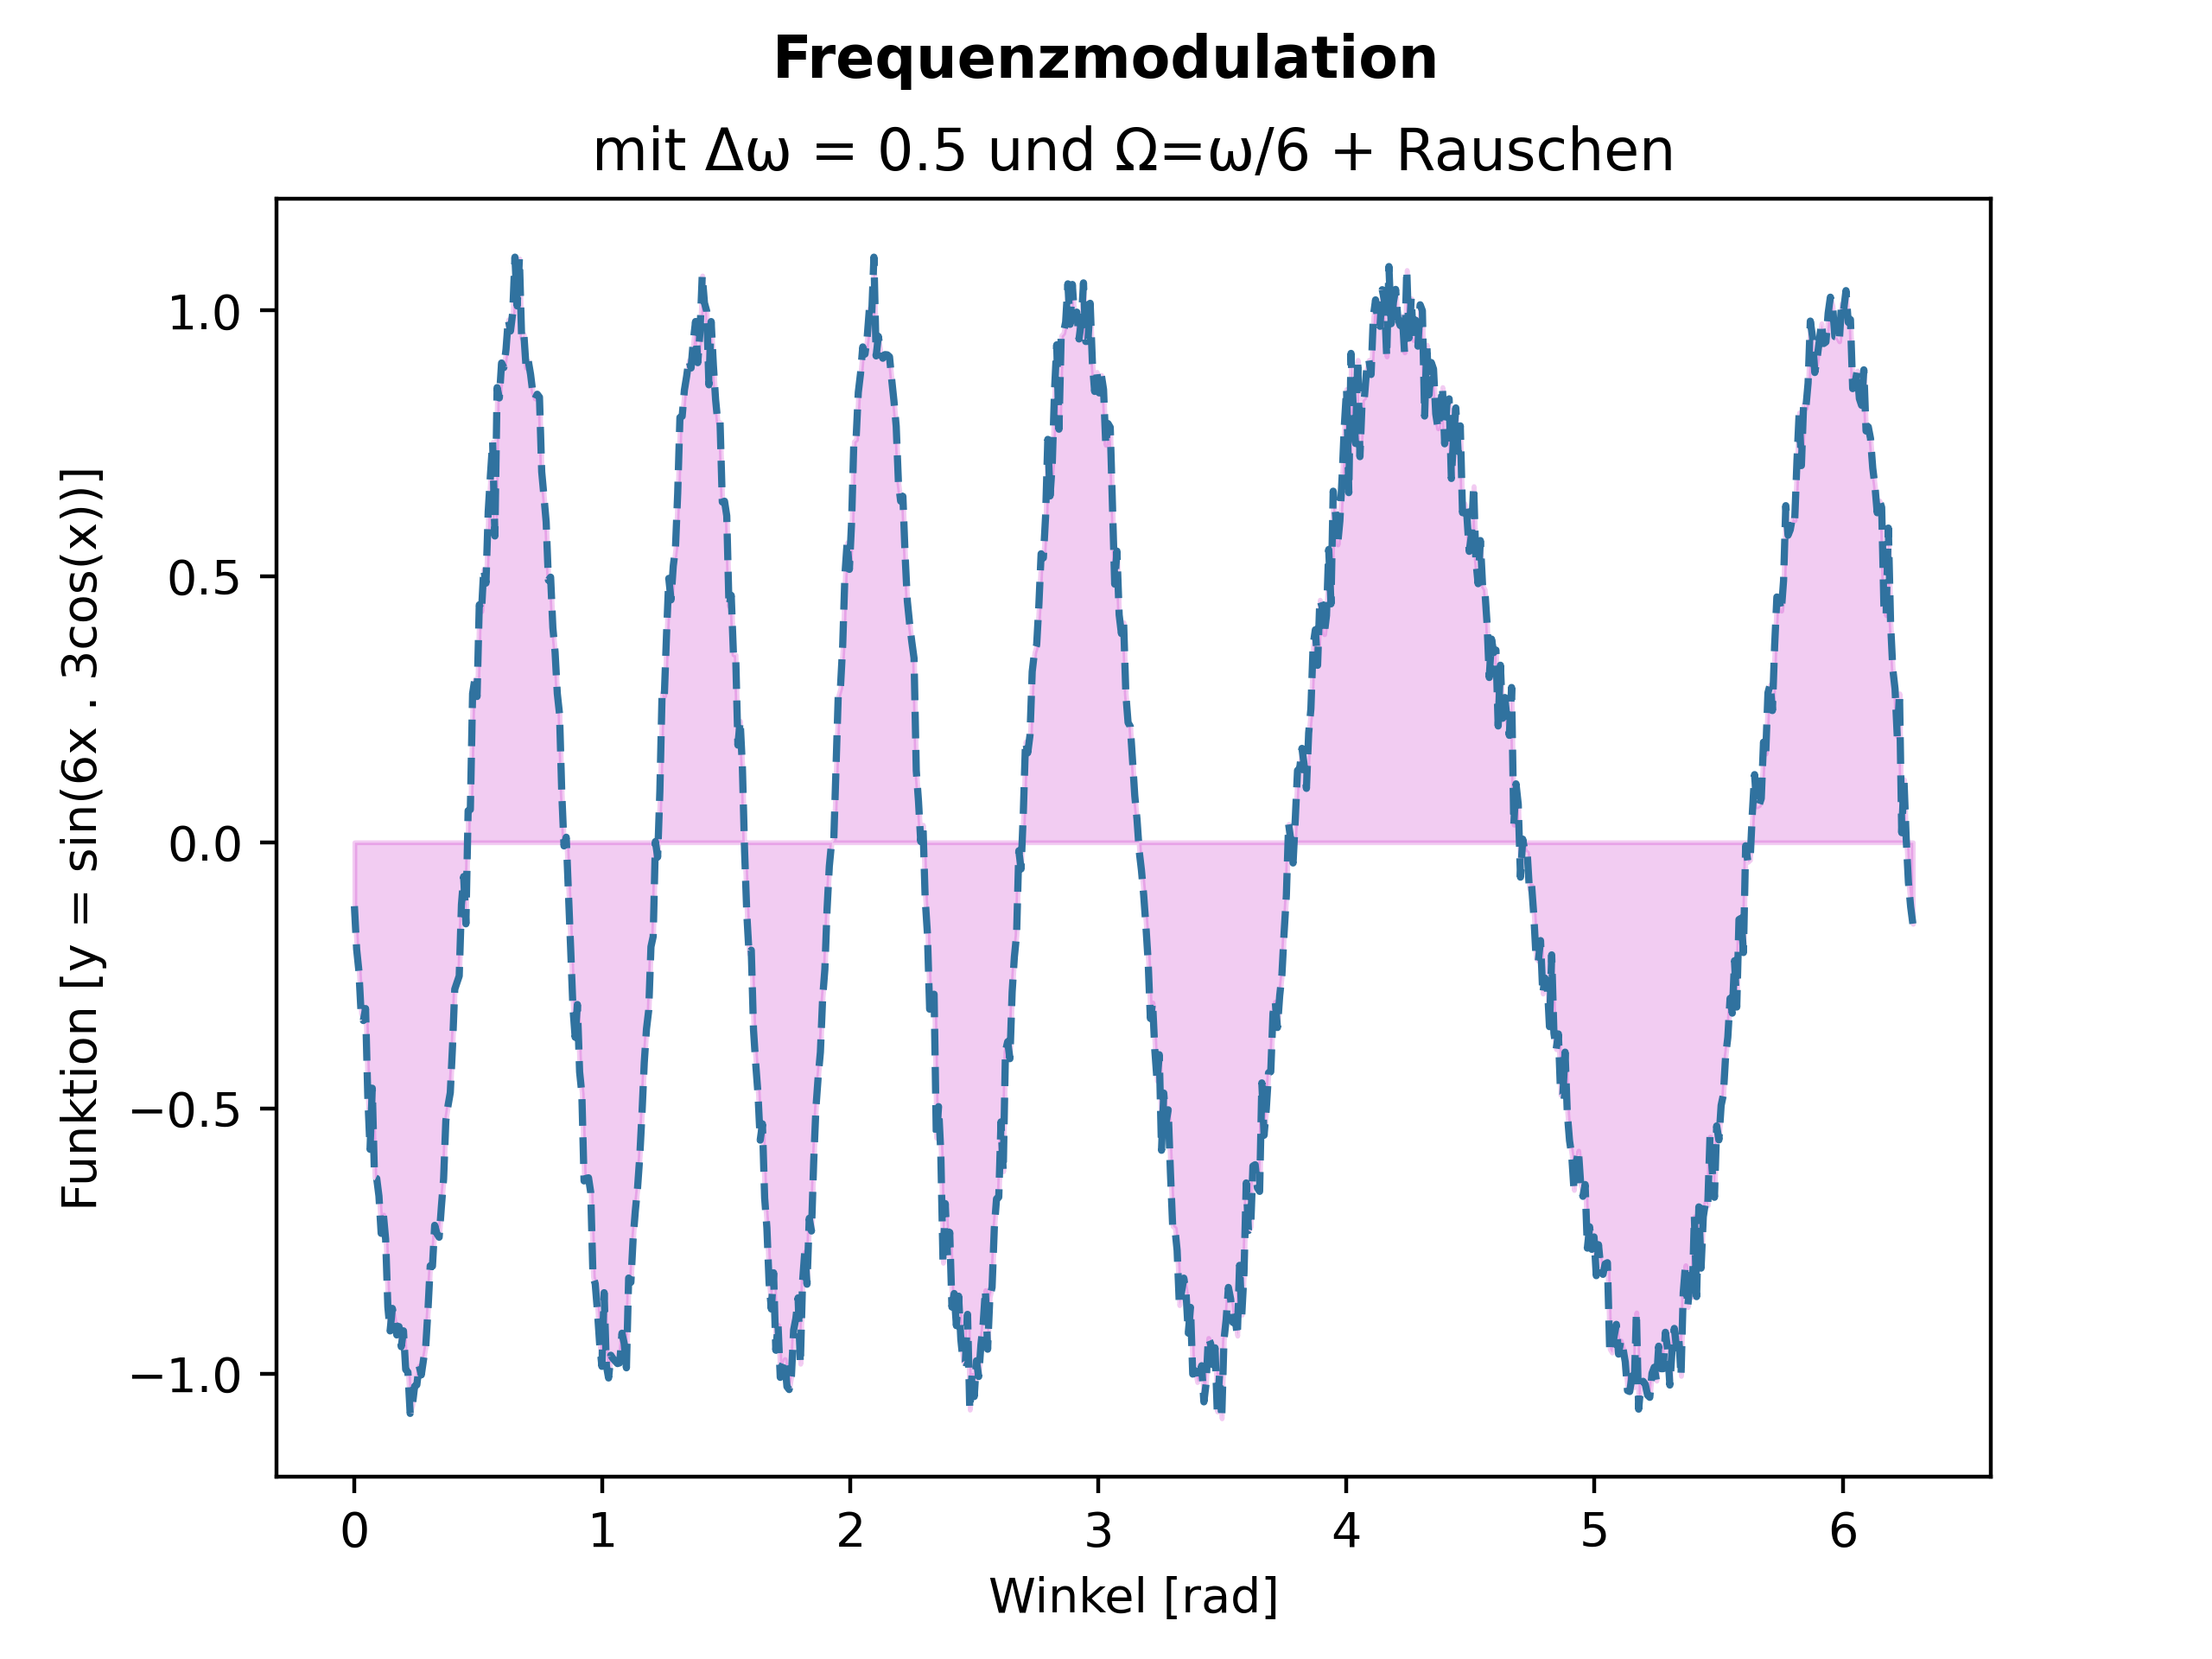 Frequenzmodulation
mit Δω = 0.5 und Ω=ω/6 + Rauschen
Funktion [y = sin(6x . 3cos(x))]
1.0
0.5
0.0
−0.5
−1.0
0 1 2 3 4 5 6
Winkel [rad]